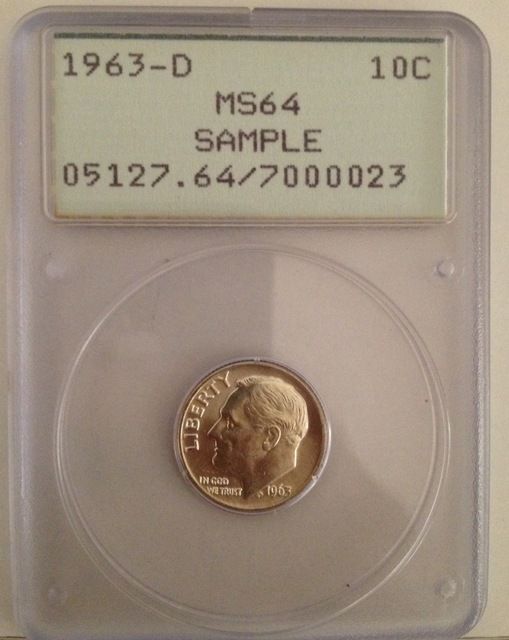 1963-D 10C
MS64
SAMPLE
05127.64/7000023
LIBERTY
IN GOD
WE TRUST
1963